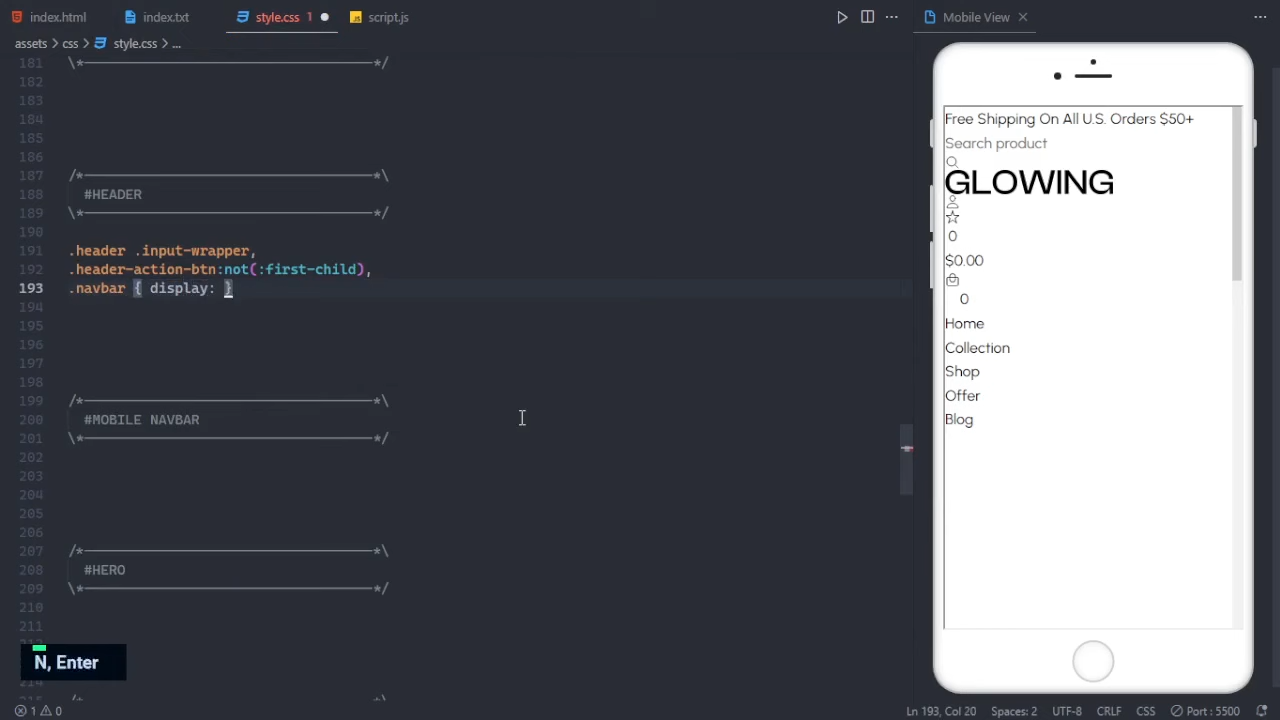 index.html
index.txt
style.css 1
script.js
Mobile View
assets > css > style.css > ...
181 \*-----------------------------------*/
182
183
184
185
186
187 /*-----------------------------------*\
188 #HEADER
189 \*-----------------------------------*/
190
191 .header .input-wrapper,
192 .header-action-btn:not(:first-child),
193 .navbar { display: }
194
195
196
197
198
199 /*-----------------------------------*\
200 #MOBILE NAVBAR
201 \*-----------------------------------*/
202
203
204
205
206
207 /*-----------------------------------*\
208 #HERO
209 \*-----------------------------------*/
210
211
214
N, Enter
Free Shipping On All U.S. Orders $50+
Search product
GLOWING
0
$0.00
0
Home
Collection
Shop
Offer
Blog
1 0
Ln 193, Col 20
Spaces: 2
UTF-8
CRLF
CSS
Port : 5500